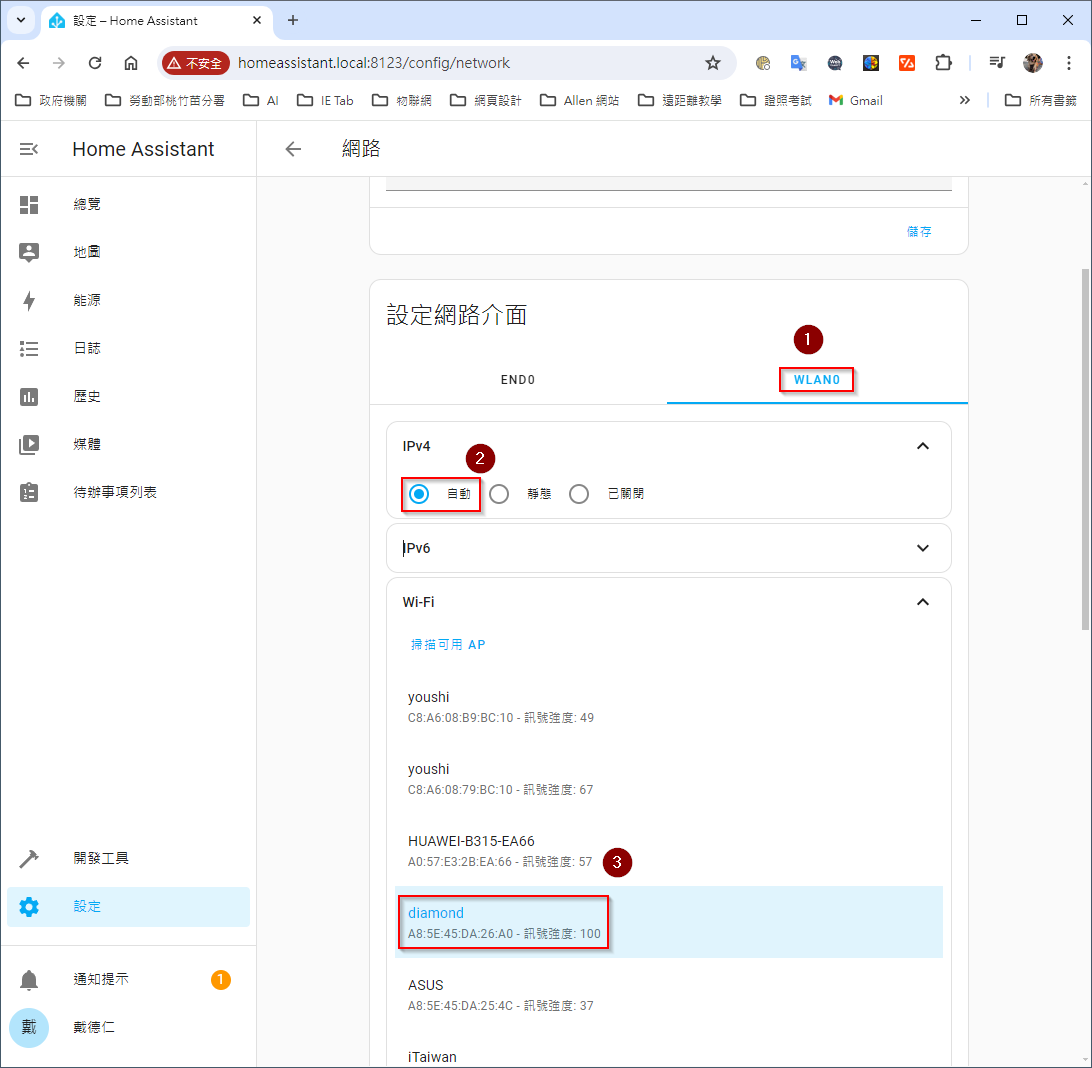 設定 – Home Assistant
不安全
homeassistant.local:8123/config/network
政府機關
勞動部桃竹苗分署
AI
IE Tab
物聯網
網頁設計
Allen 網站
遠距離教學
證照考試
Gmail
所有書籤
Home Assistant
網路
總覽
地圖
能源
日誌
歷史
媒體
待辦事項列表
開發工具
設定
通知提示
1
戴
戴德仁
儲存
設定網路介面
1
END0
WLAN0
IPv4
2
自動
靜態
已關閉
IPv6
Wi-Fi
掃描可用 AP
youshi
C8:A6:08:B9:BC:10 - 訊號強度: 49
youshi
C8:A6:08:79:BC:10 - 訊號強度: 67
HUAWEI-B315-EA66
A0:57:E3:2B:EA:66 - 訊號強度: 57
3
diamond
A8:5E:45:DA:26:A0 - 訊號強度: 100
ASUS
A8:5E:45:DA:25:4C - 訊號強度: 37
iTaiwan